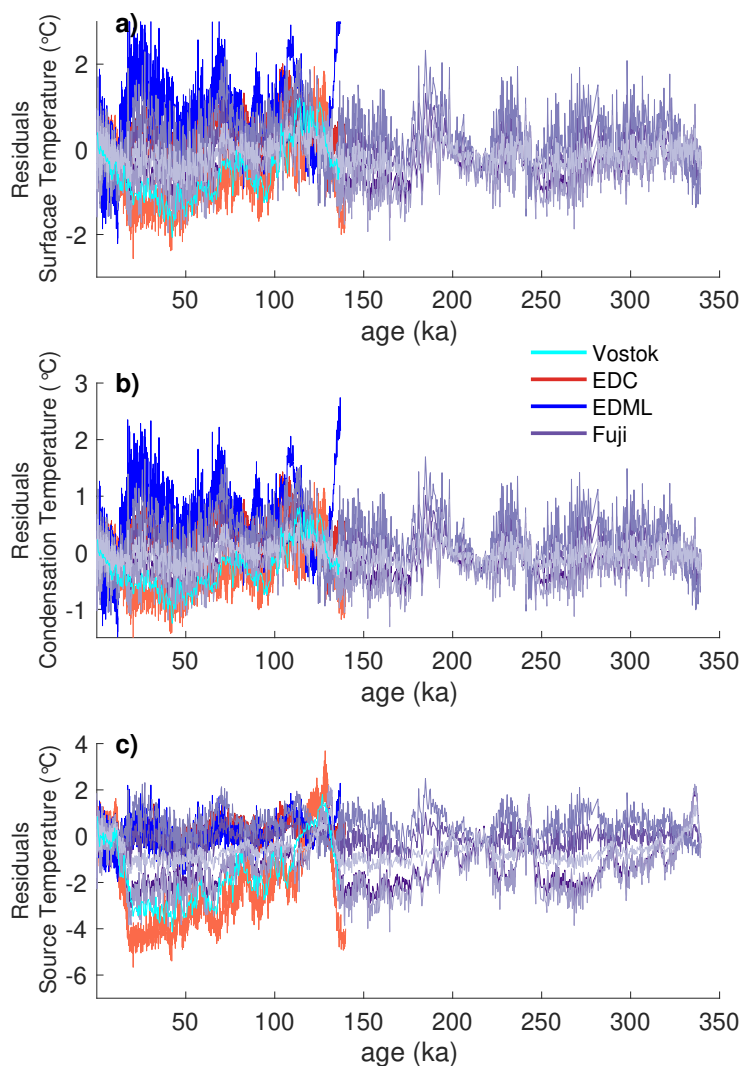 a)
Residuals
Surfacae Temperature (°C)
2
0
-2
50
100
150
200
250
300
350
age (ka)
Vostok
EDC
EDML
Fuji
b)
Residuals
Condensation Temperature (°C)
3
2
1
0
-1
50
100
150
200
250
300
350
age (ka)
c)
Residuals
Source Temperature (°C)
4
2
0
-2
-4
-6
50
100
150
200
250
300
350
age (ka)